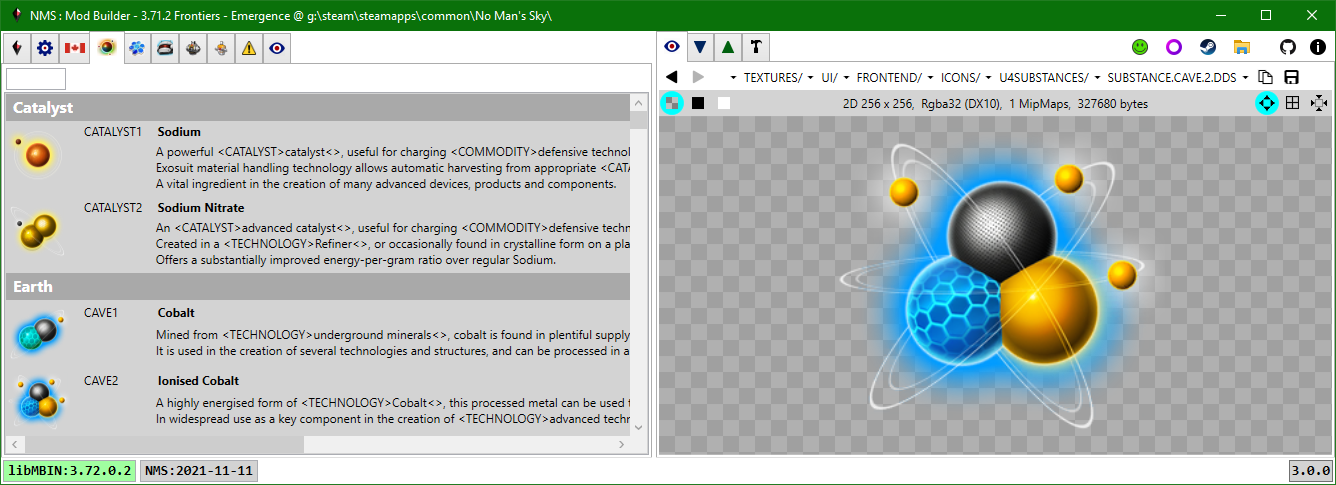 NMS : Mod Builder - 3.71.2 Frontiers - Emergence @ g:\steam\steamapps\common\No Man's Sky\
TEXTURES/ UI/ FRONTEND/ ICONS/ U4SUBSTANCES/ SUBSTANCE.CAVE.2.DDS
2D 256 x 256, Rgba32 (DX10), 1 MipMaps, 327680 bytes
Catalyst
CATALYST1 Sodium
A powerful <CATALYST>catalyst<>, useful for charging <COMMODITY>defensive technol
Exosuit material handling technology allows automatic harvesting from appropriate <CATA
A vital ingredient in the creation of many advanced devices, products and components.
CATALYST2 Sodium Nitrate
An <CATALYST>advanced catalyst<>, useful for charging <COMMODITY>defensive techn
Created in a <TECHNOLOGY>Refiner<>, or occasionally found in crystalline form on a pla
Offers a substantially improved energy-per-gram ratio over regular Sodium.
Earth
CAVE1 Cobalt
Mined from <TECHNOLOGY>underground minerals<>, cobalt is found in plentiful supply
It is used in the creation of several technologies and structures, and can be processed in a
CAVE2 Ionised Cobalt
A highly energised form of <TECHNOLOGY>Cobalt<>, this processed metal can be used t
In widespread use as a key component in the creation of <TECHNOLOGY>advanced techn
libMBIN:3.72.0.2 NMS:2021-11-11 3.0.0